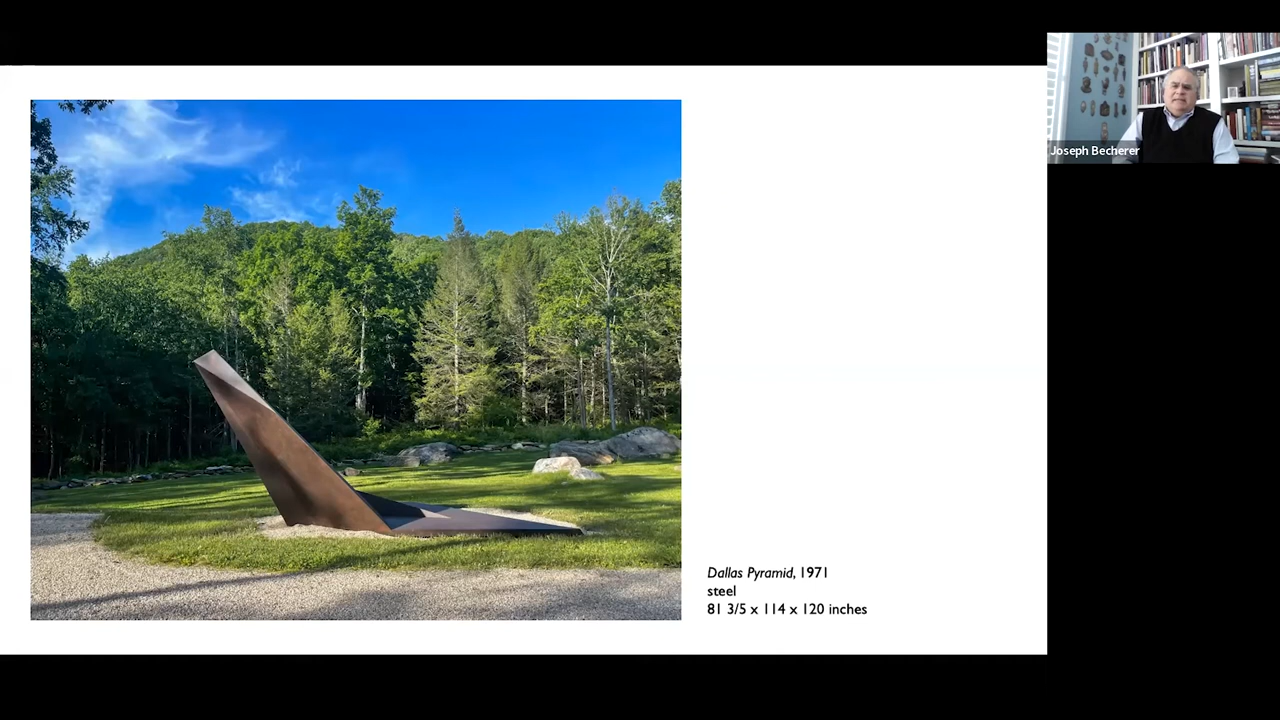 Joseph Becherer
Dallas Pyramid, 1971
steel
81 3/5 x 114 x 120 inches